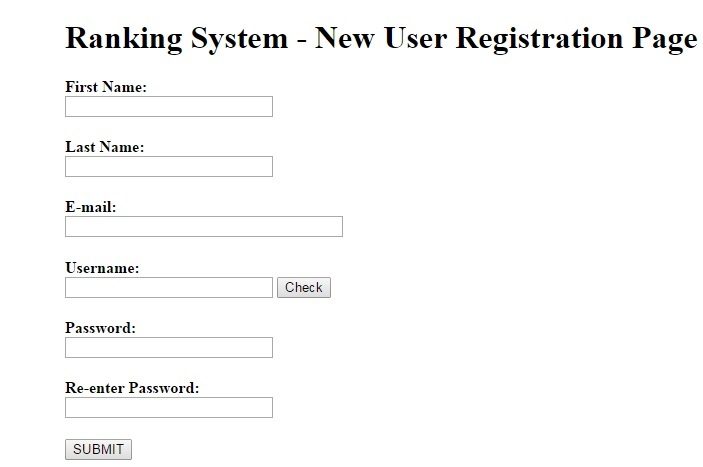 Ranking System - New User Registration Page
First Name:
Last Name:
E-mail:
Username:
Check
Password:
Re-enter Password:
SUBMIT